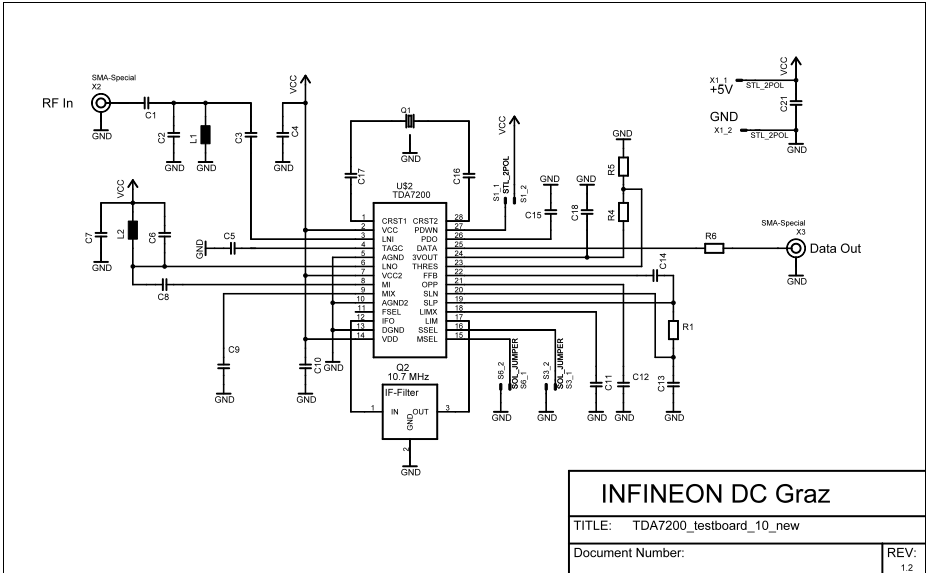 SMA-Special
X2
RF In
GND
C1
C2
GND
L1
GND
C3
VCC
C4
GND
Q1
GND
C17
C16
U$2
TDA7200
VCC
STL_2POL
S1_1
S1_2
GND
C15
GND
C18
GND
R5
R4
X1_1
+5V
STL_2POL
VCC
C21
GND
X1_2
STL_2POL
GND
VCC
C7
L2
C6
GND
GND
C5
C8
1 CRST1 CRST2 28
2 VCC PDWN 27
3 LNI PDO 26
4 TAGC DATA 25
5 AGND 3VOUT 24
6 LNO THRES 23
7 VCC2 FFB 22
8 MI OPP 21
9 MIX SLN 20
10 AGND2 SLP 19
11 FSEL LIMX 18
12 IFO LIM 17
13 DGND SSEL 16
14 VDD MSEL 15
R6
SMA-Special
X3
Data Out
GND
C14
R1
C9
GND
C10
GND
GND
Q2
10.7 MHz
IF-Filter
1 IN OUT 3
GND
2
GND
S6_2
SOL_JUMPER
S6_1
GND
S3_2
SOL_JUMPER
S3_1
GND
C11
GND
C12
GND
C13
GND
INFINEON DC Graz
TITLE: TDA7200_testboard_10_new
Document Number:
REV:
1.2